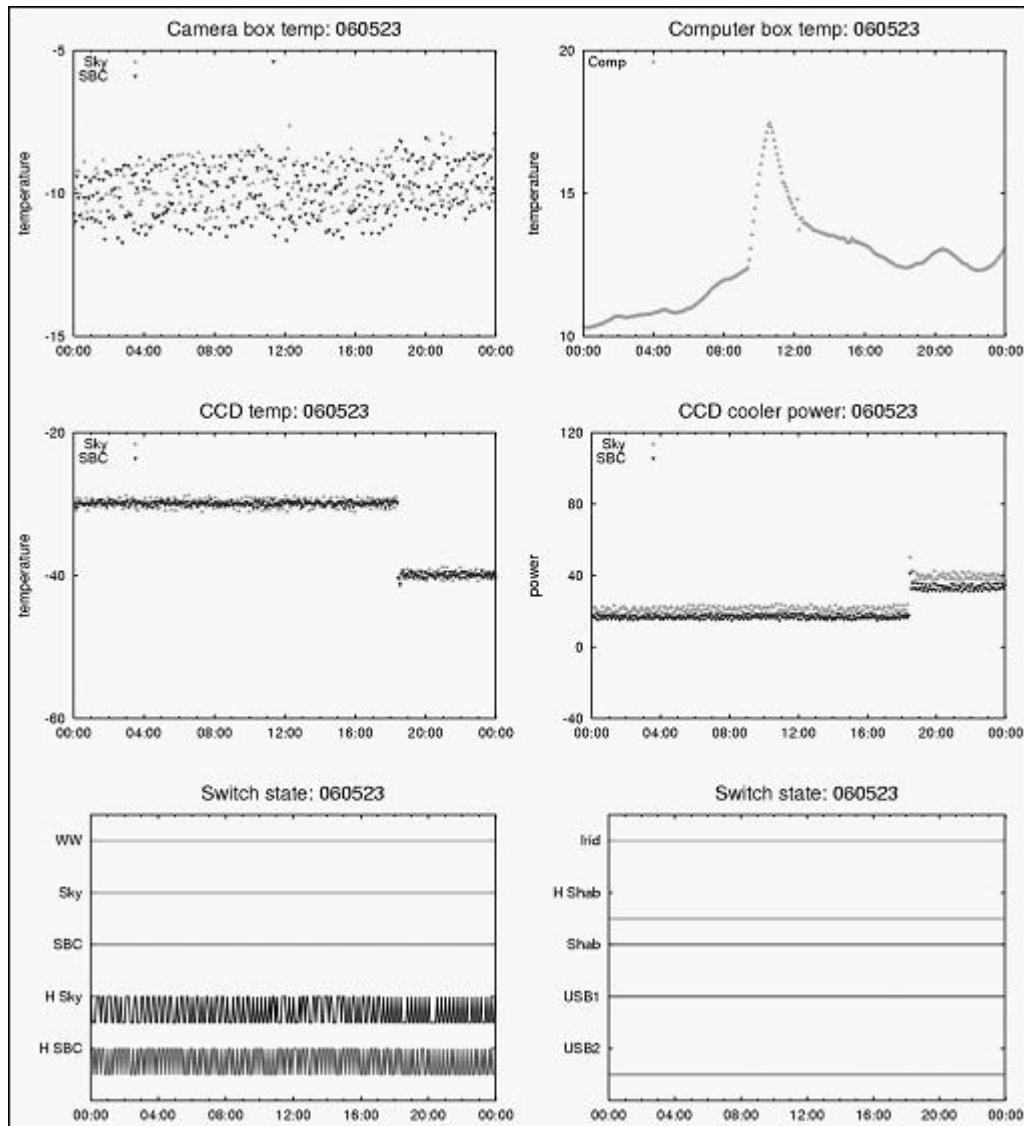 Camera box temp: 060523
-5
Sky
SBC
temperature
-10
-15
00:00 04:00 08:00 12:00 16:00 20:00 00:00
Computer box temp: 060523
20
Comp
temperature
15
10
00:00 04:00 08:00 12:00 16:00 20:00 00:00
CCD temp: 060523
-20
Sky
SBC
-30
temperature
-40
-50
-60
00:00 04:00 08:00 12:00 16:00 20:00 00:00
CCD cooler power: 060523
120
Sky
SBC
80
power
40
0
-40
00:00 04:00 08:00 12:00 16:00 20:00 00:00
Switch state: 060523
WW
Sky
SBC
H Sky
H SBC
00:00 04:00 08:00 12:00 16:00 20:00 00:00
Switch state: 060523
Irid
H Shab
Shab
USB1
USB2
00:00 04:00 08:00 12:00 16:00 20:00 00:00